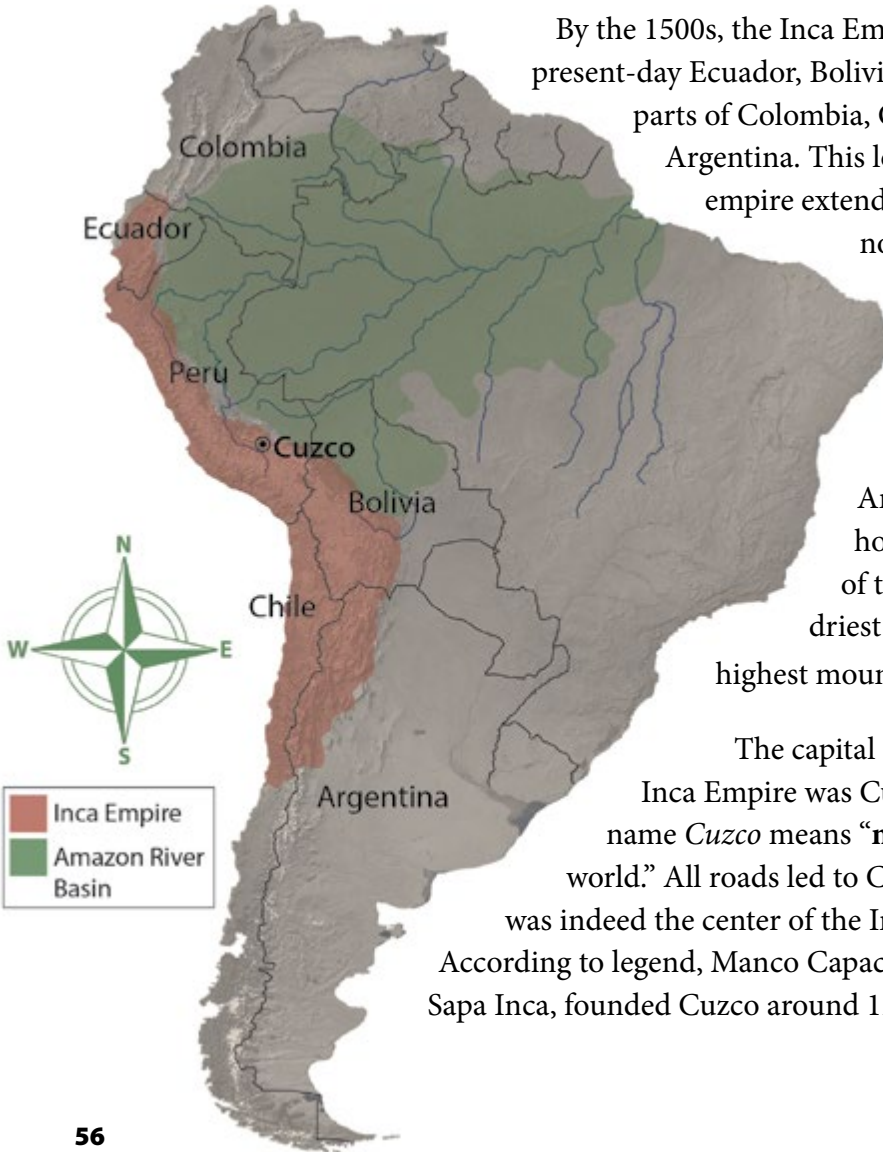 By the 1500s, the Inca Em
present-day Ecuador, Bolivi
parts of Colombia, C
Argentina. This l
empire extend
no
Colombia
Ecuador
Peru
Cuzco
Bolivia
Chile
Argentina
N
W
E
S
Inca Empire
Amazon River
Basin
An
ho
of t
driest
highest moun
The capital
Inca Empire was Cu
name Cuzco means “n
world.” All roads led to C
was indeed the center of the In
According to legend, Manco Capac
Sapa Inca, founded Cuzco around 1
56